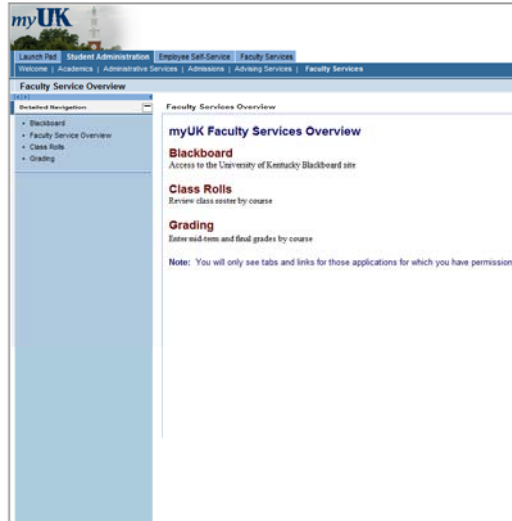 myUK
Launch Pad Student Administration Employee Self-Service Faculty Services
Welcome | Academics | Administrative Services | Admissions | Advising Services | Faculty Services
Faculty Service Overview
Detailed Navigation Faculty Services Overview
• Blackboard
• Faculty Service Overview
• Class Rolls
• Grading
myUK Faculty Services Overview
Blackboard
Access to the University of Kentucky Blackboard site
Class Rolls
Review class roster by course
Grading
Enter mid-term and final grades by course
Note: You will only see tabs and links for those applications for which you have permission